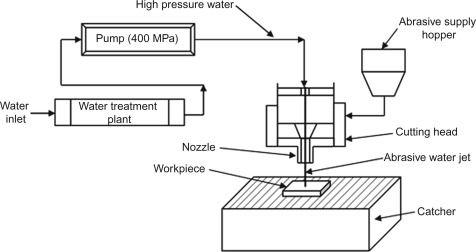 High pressure water
Pump (400 MPa)
Abrasive supply
hopper
Water
inlet
Water treatment
plant
Cutting head
Nozzle
Abrasive water jet
Workpiece
Catcher